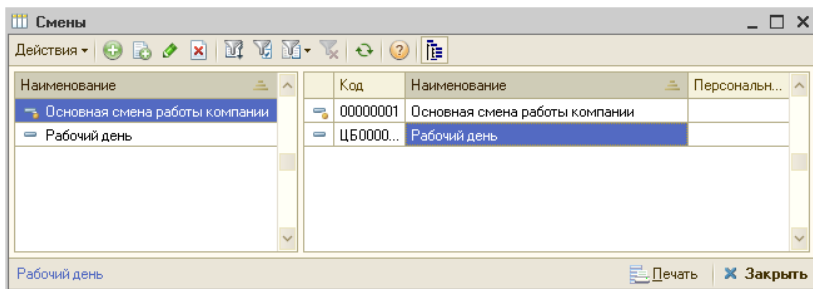 Смены
Действия
Наименование
Основная смена работы компании
Рабочий день
Код Наименование Персональн...
00000001 Основная смена работы компании
ЦБ0000... Рабочий день
Рабочий день
Печать Закрыть